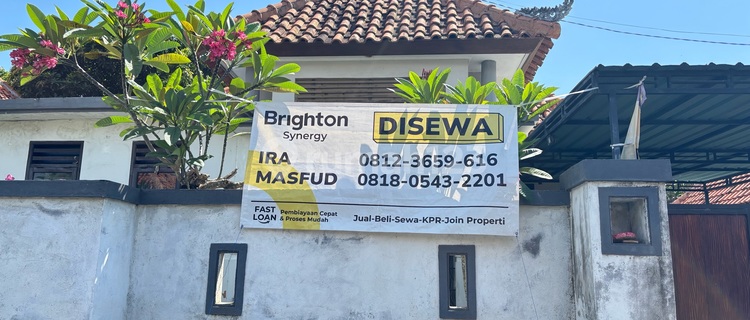 Brighton
Synergy
DISEWA
IRA 0812-3659-616
MASFUD 0818-0543-2201
FAST LOAN
Pembiayaan Cepat
& Proses Mudah
Jual-Beli-Sewa-KPR-Join Properti